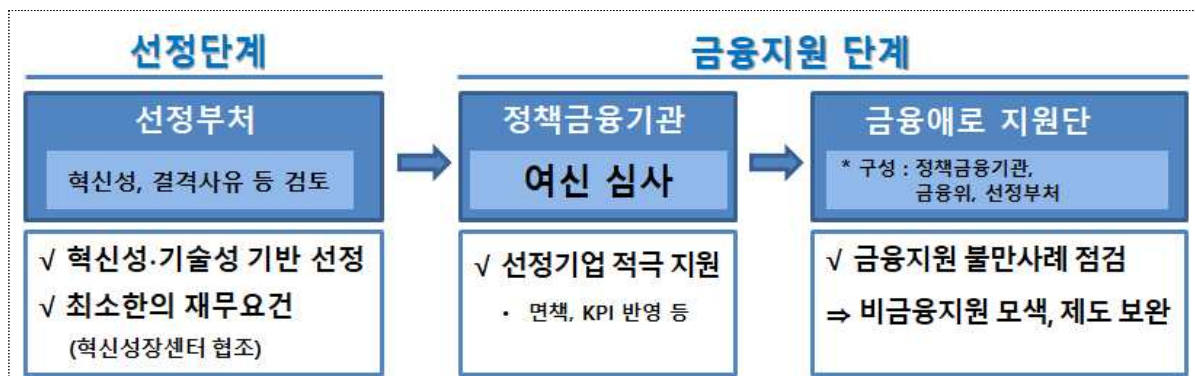 선정단계
금융지원 단계
선정부처
혁신성, 결격사유 등 검토
√ 혁신성·기술성 기반 선정
√ 최소한의 재무요건
(혁신성장센터 협조)
정책금융기관
여신 심사
√ 선정기업 적극 지원
• 면책, KPI 반영 등
금융애로 지원단
* 구성 : 정책금융기관,
금융위, 선정부처
√ 금융지원 불만사례 점검
⇒ 비금융지원 모색, 제도 보완